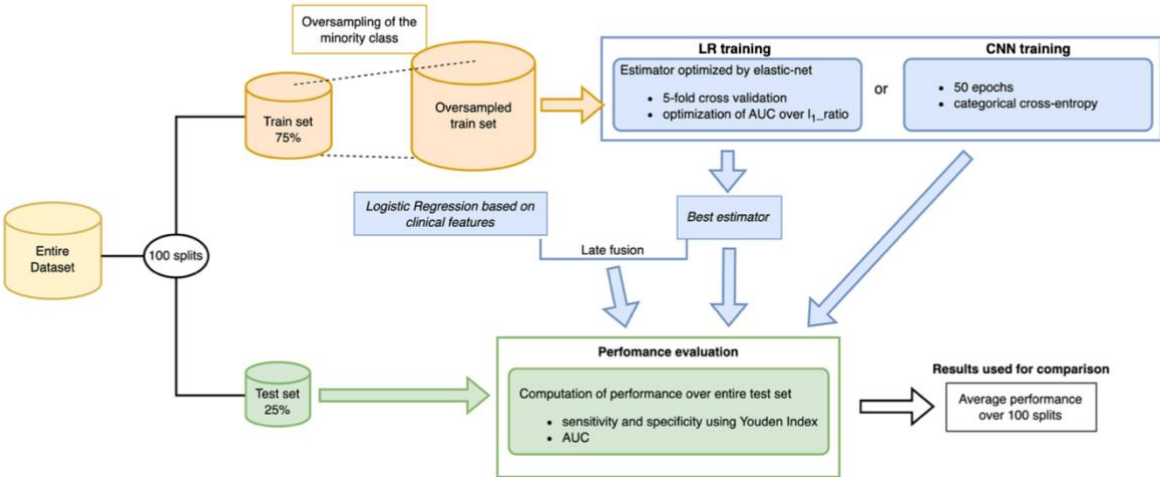 Oversampling of the
minority class
LR training
CNN training
Estimator optimized by elastic-net
• 5-fold cross validation
• optimization of AUC over l₁_ratio
or
• 50 epochs
• categorical cross-entropy
Train set
75%
Oversampled
train set
Logistic Regression based on
clinical features
Best estimator
Late fusion
Entire
Dataset
100 splits
Perfomance evaluation
Computation of performance over entire test set
• sensitivity and specificity using Youden Index
• AUC
Test set
25%
Results used for comparison
Average performance
over 100 splits